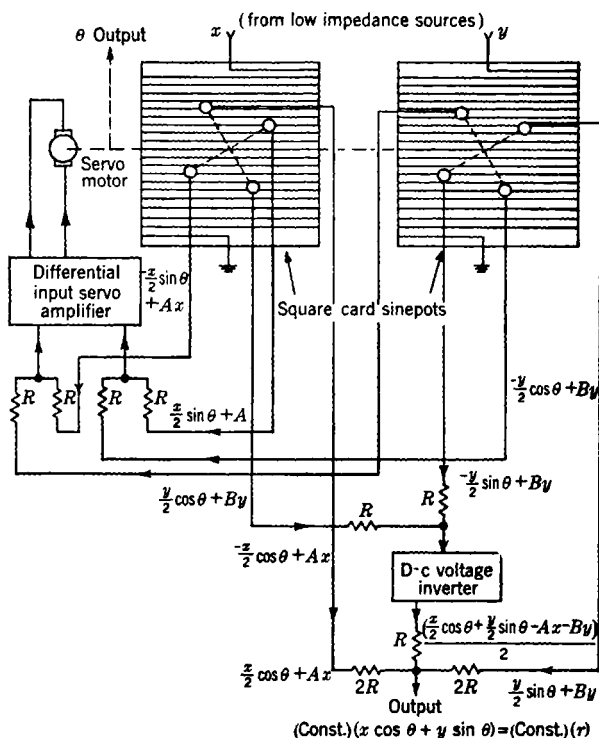 x (from low impedance sources) y
θ Output
Servo
motor
Differential
input servo
amplifier
-x/2 sin θ
+ Ax
Square card sinepots
R R R R
x/2 sin θ + A
-y/2 cos θ + By
y/2 cos θ + By
R
-y/2 sin θ + By
R
-x/2 cos θ + Ax
D-c voltage
inverter
R
(x/2 cos θ + y/2 sin θ - Ax - By)
2
x/2 cos θ + Ax
2R
2R
y/2 sin θ + By
Output
(Const.)(x cos θ + y sin θ) = (Const.)(r)